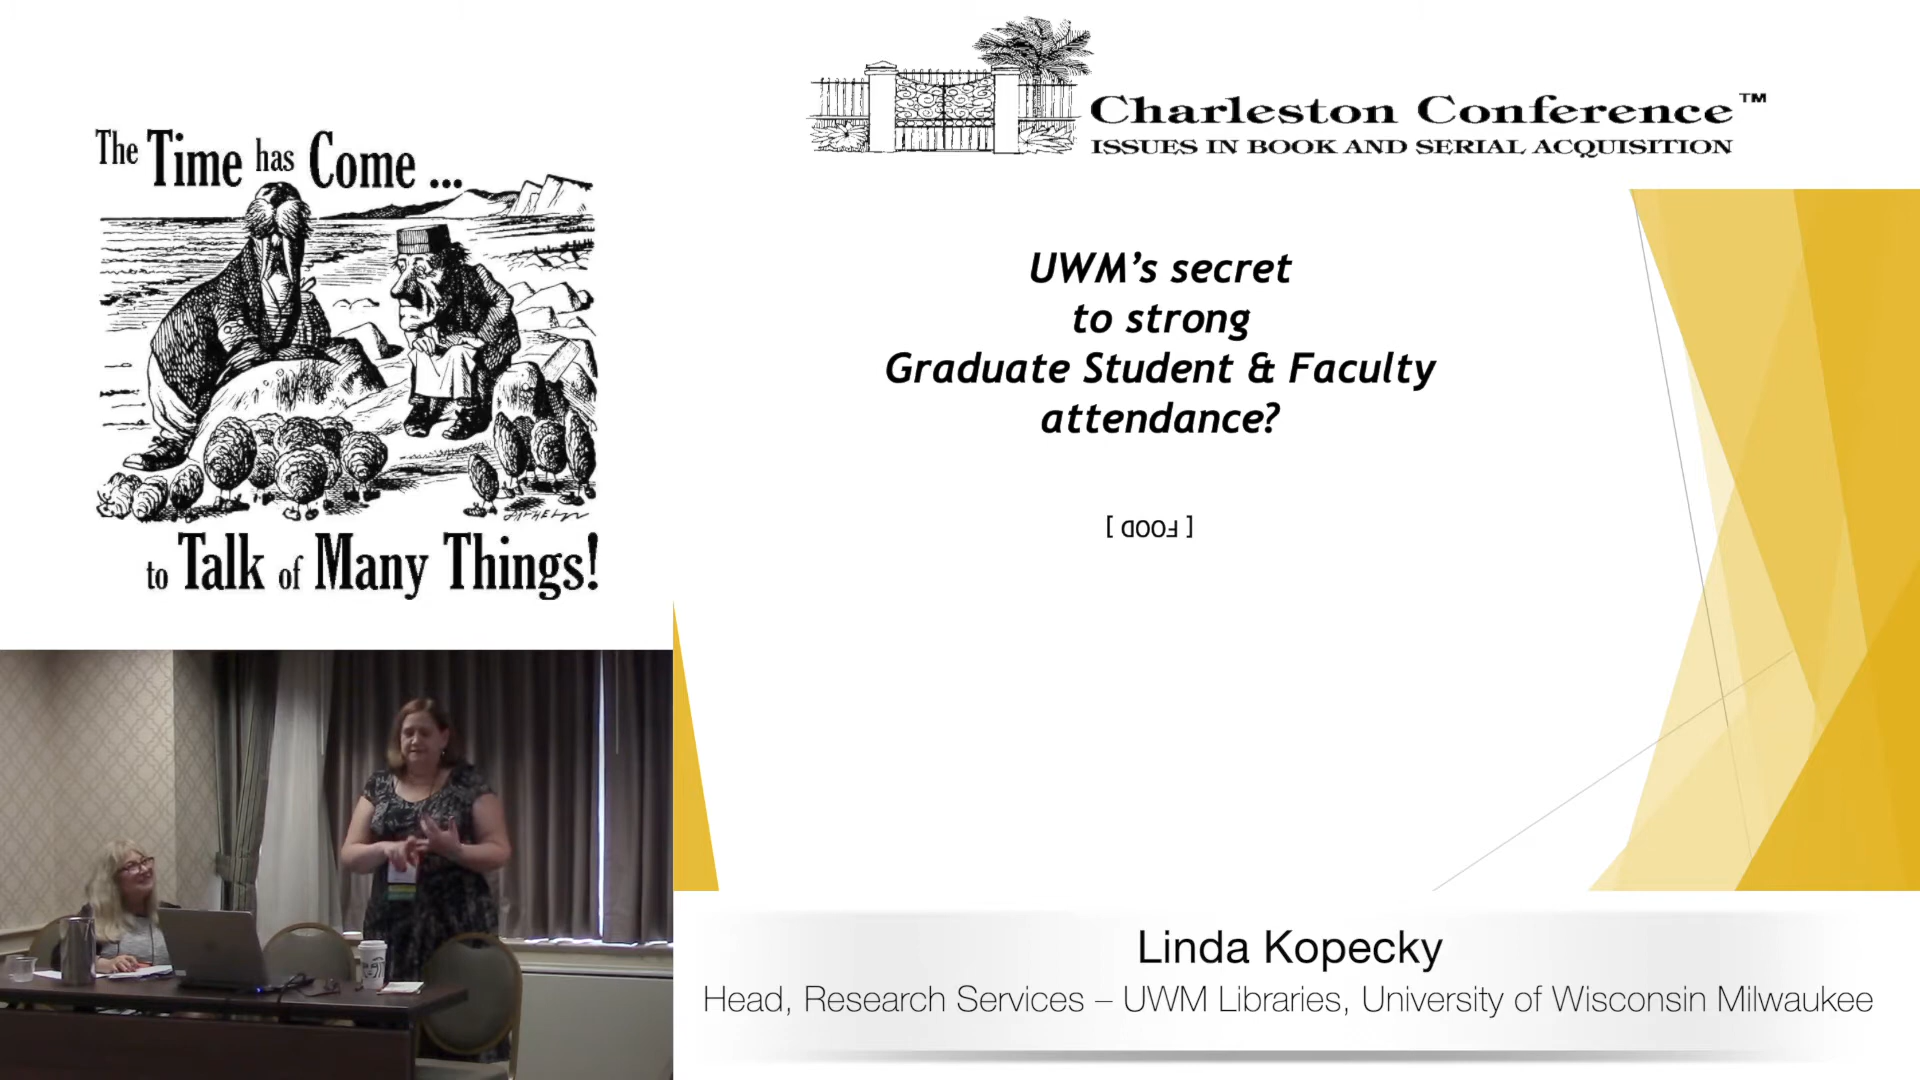 The Time has Come ...
to Talk of Many Things!
Charleston Conference™
ISSUES IN BOOK AND SERIAL ACQUISITION
UWM's secret
to strong
Graduate Student & Faculty
attendance?
[ FOOD ]
Linda Kopecky
Head, Research Services – UWM Libraries, University of Wisconsin Milwaukee